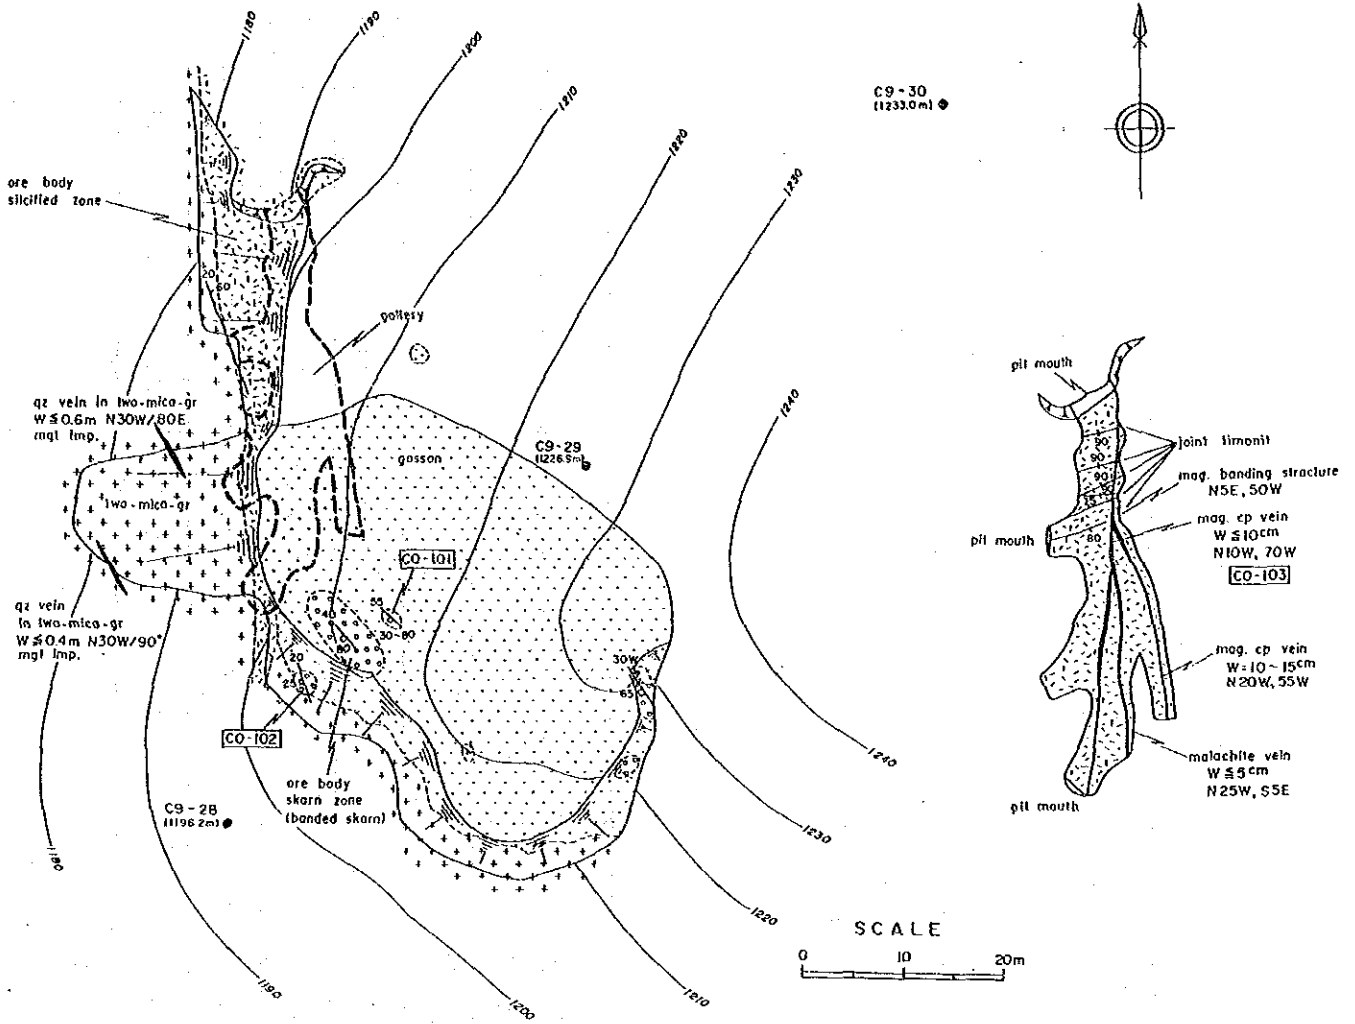 1180
1190
1200
1210
1220
1230
1240
C9-30
(1233.0m)
ore body
silcified zone
20
60
gallery
qz vein in two-mica-gr
W ≦ 0.6m N30W/80E
mgt Imp.
two-mica-gr
gosson
C9-29
(1226.9m)
CO-101
55
30-80
40
80
20
25
CO-102
30W
65
qz vein
in two-mica-gr
W ≦ 0.4m N30W/90°
mgt Imp.
ore body
skarn zone
(banded skarn)
C9-28
(1196.2m)
1180
1190
1200
1210
1220
1230
1240
pit mouth
90
90
90
75
80
joint limonit
mag. banding stracture
N5E, 50W
mag. cp vein
W ≦ 10cm
N10W, 70W
CO-103
pit mouth
mag. cp vein
W=10~15cm
N20W, 55W
malachite vein
W ≦ 5cm
N25W, S5E
pit mouth
SCALE
0 10 20m